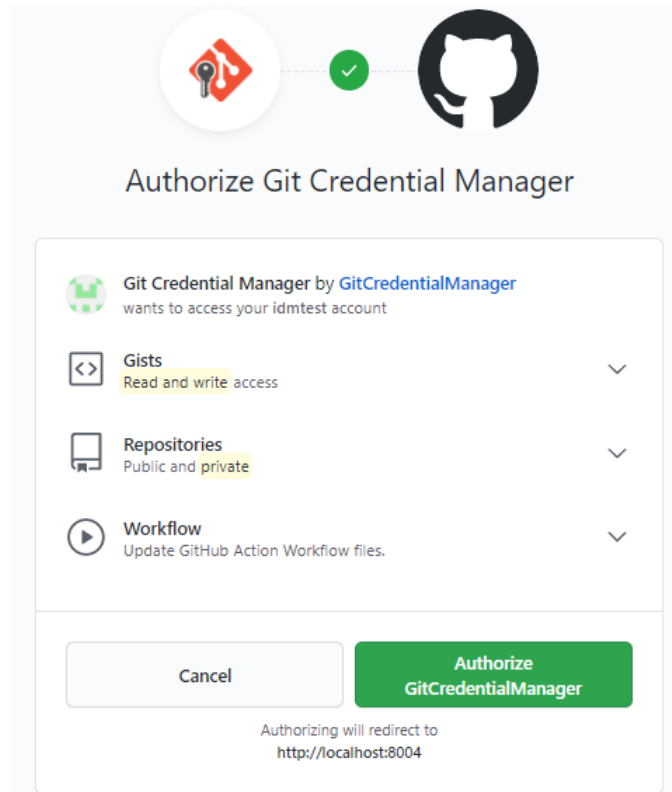 Authorize Git Credential Manager
Git Credential Manager by GitCredentialManager
wants to access your idmtest account
Gists
Read and write access
Repositories
Public and private
Workflow
Update GitHub Action Workflow files.
Cancel
Authorize
GitCredentialManager
Authorizing will redirect to
http://localhost:8004